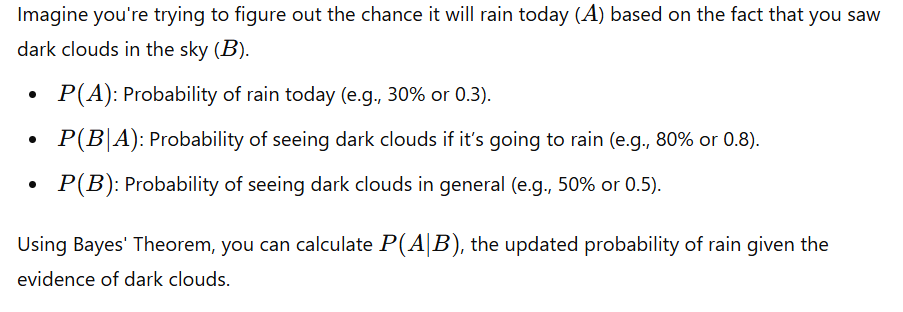 Imagine you're trying to figure out the chance it will rain today (A) based on the fact that you saw
dark clouds in the sky (B).
• P(A): Probability of rain today (e.g., 30% or 0.3).
• P(B|A): Probability of seeing dark clouds if it’s going to rain (e.g., 80% or 0.8).
• P(B): Probability of seeing dark clouds in general (e.g., 50% or 0.5).
Using Bayes' Theorem, you can calculate P(A|B), the updated probability of rain given the
evidence of dark clouds.